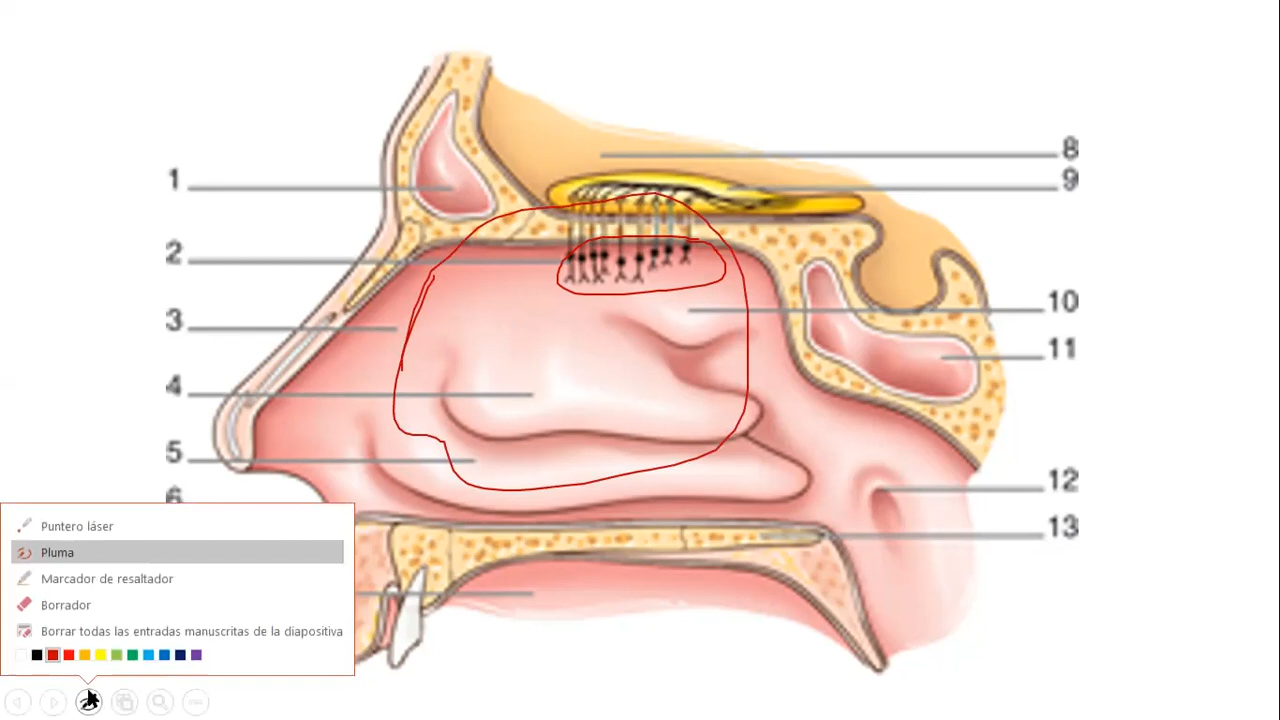 1
2
3
4
5
6
8
9
10
11
12
13
Puntero láser
Pluma
Marcador de resaltador
Borrador
Borrar todas las entradas manuscritas de la diapositiva